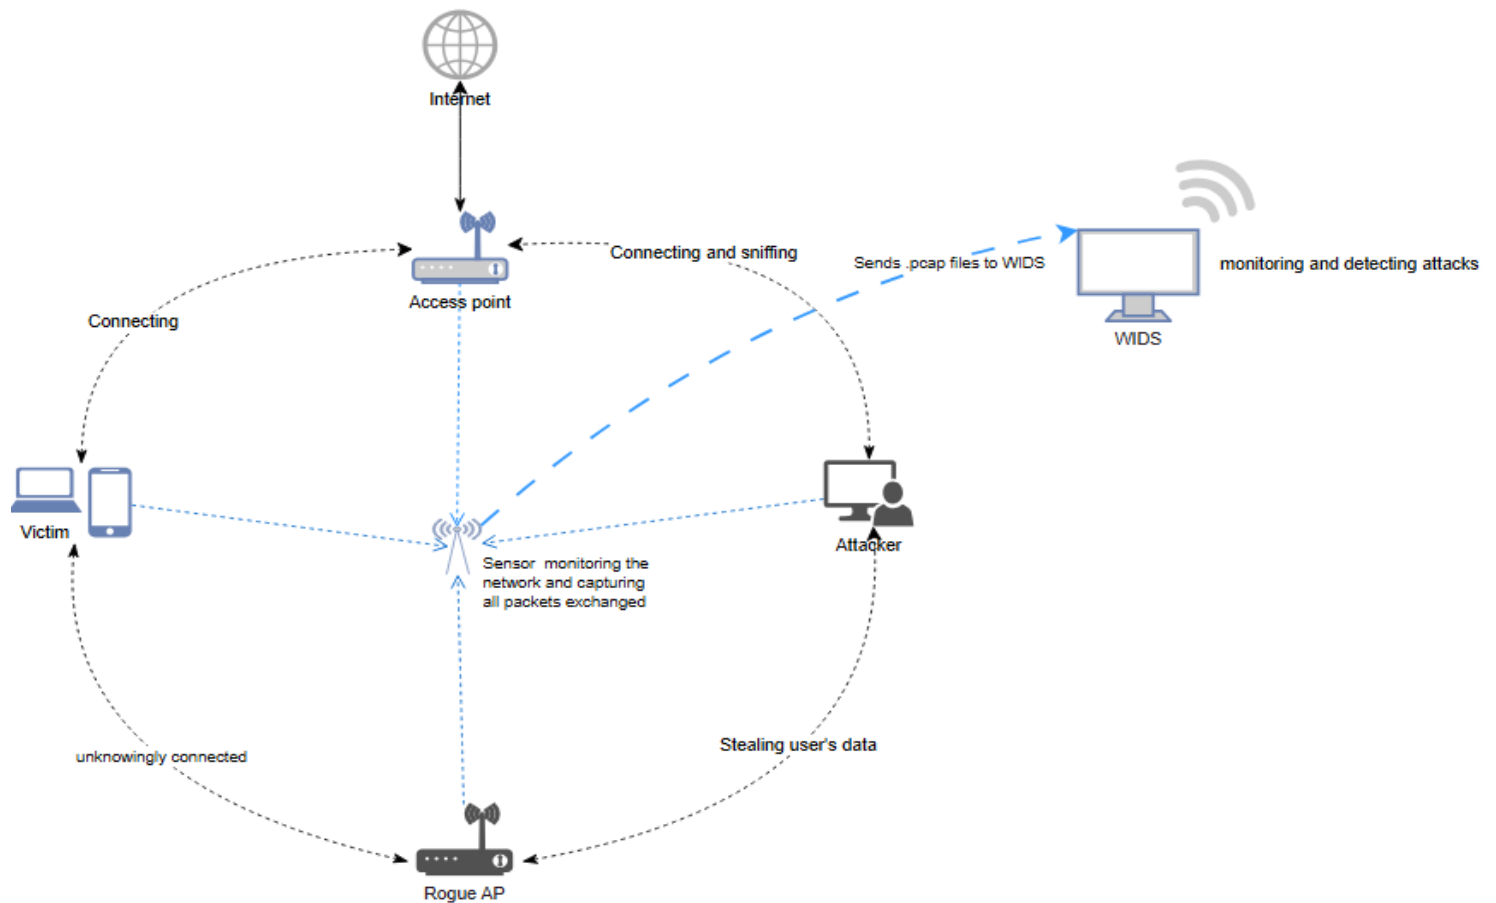 Internet
Connecting and sniffing
Sends .pcap files to WIDS
monitoring and detecting attacks
Access point
Connecting
WIDS
Victim
Attacker
Sensor monitoring the
network and capturing
all packets exchanged
Stealing user's data
unknowingly connected
Rogue AP